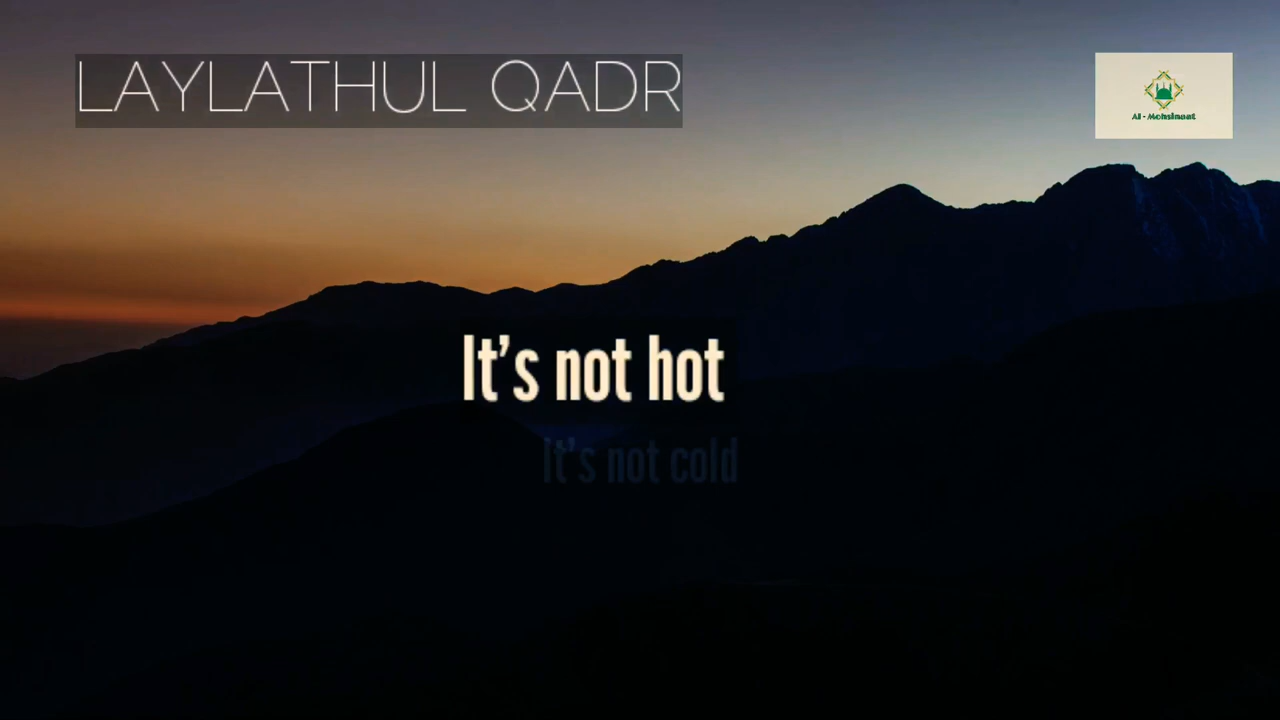 LAYLATHUL QADR
Al - Mohsinaat
It’s not hot
It's not cold